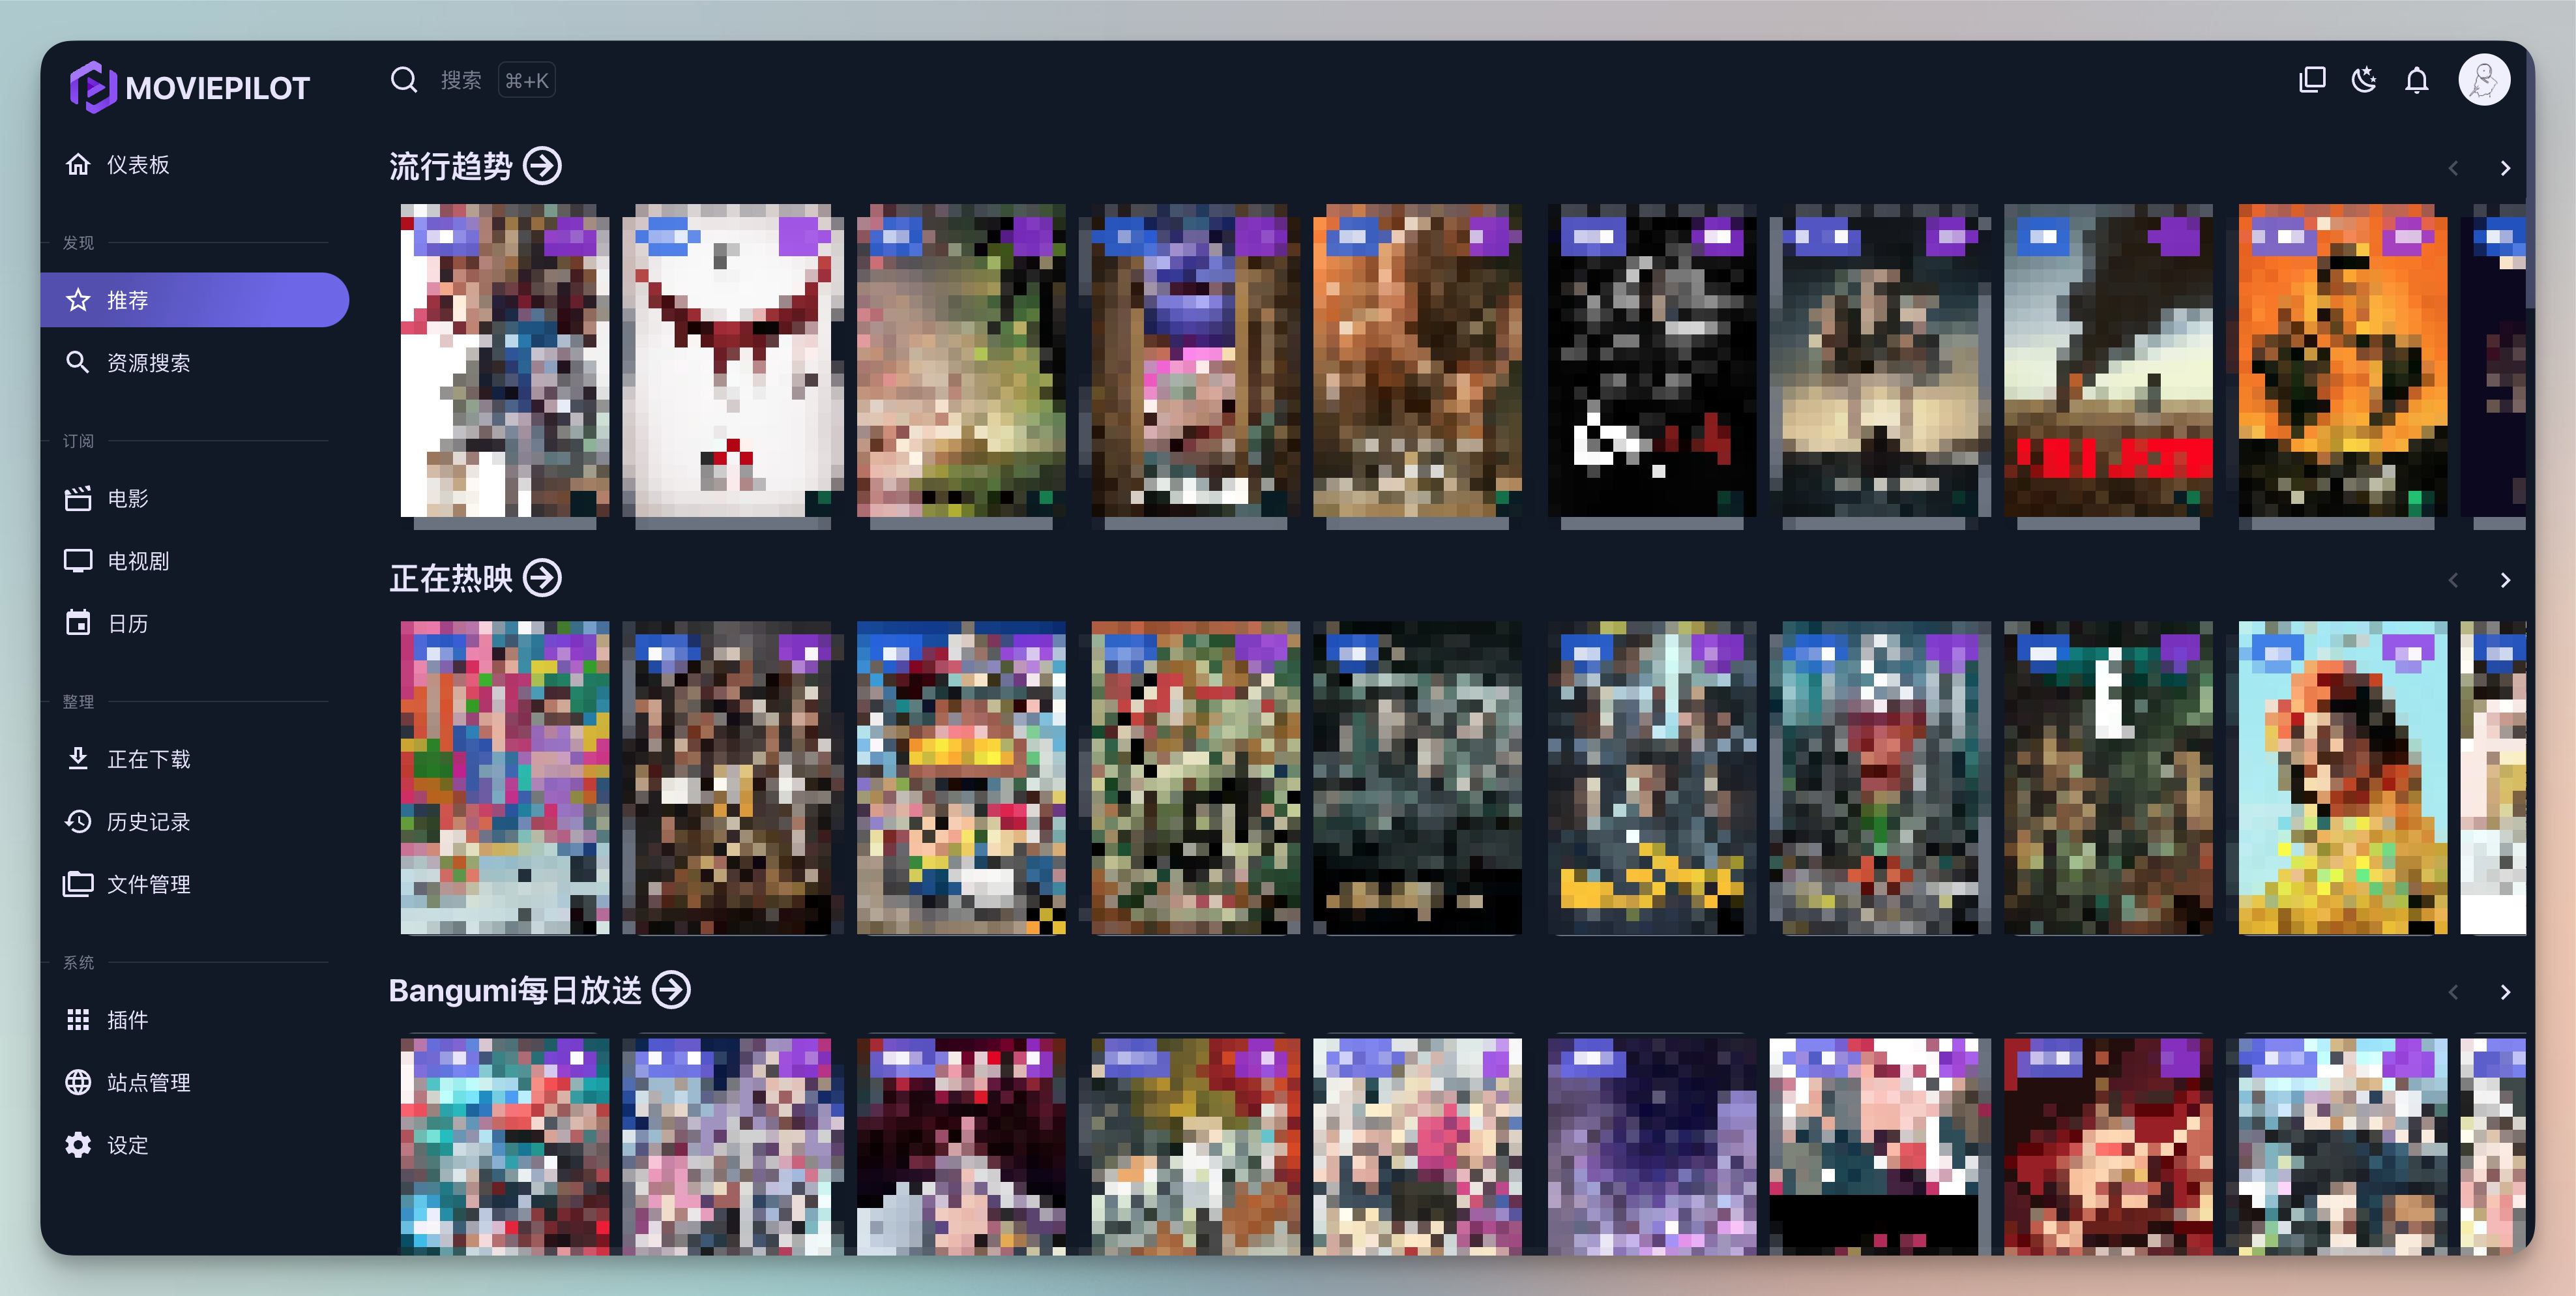 MOVIEPILOT
搜索 ⌘+K
仪表板
发现
推荐
资源搜索
订阅
电影
电视剧
日历
整理
正在下载
历史记录
文件管理
系统
插件
站点管理
设定
流行趋势
正在热映
Bangumi每日放送